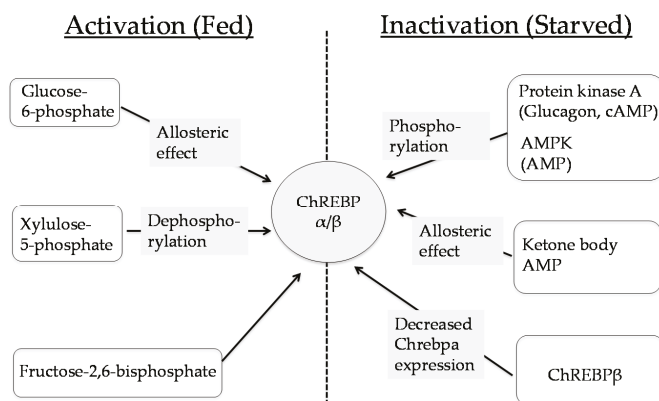 Activation (Fed)
Inactivation (Starved)
Glucose-
6-phosphate
Allosteric
effect
Xylulose-
5-phosphate
Dephospho-
rylation
Fructose-2,6-bisphosphate
ChREBP
α/β
Phospho-
rylation
Protein kinase A
(Glucagon, cAMP)
AMPK
(AMP)
Allosteric
effect
Ketone body
AMP
Decreased
Chrebpa
expression
ChREBPβ